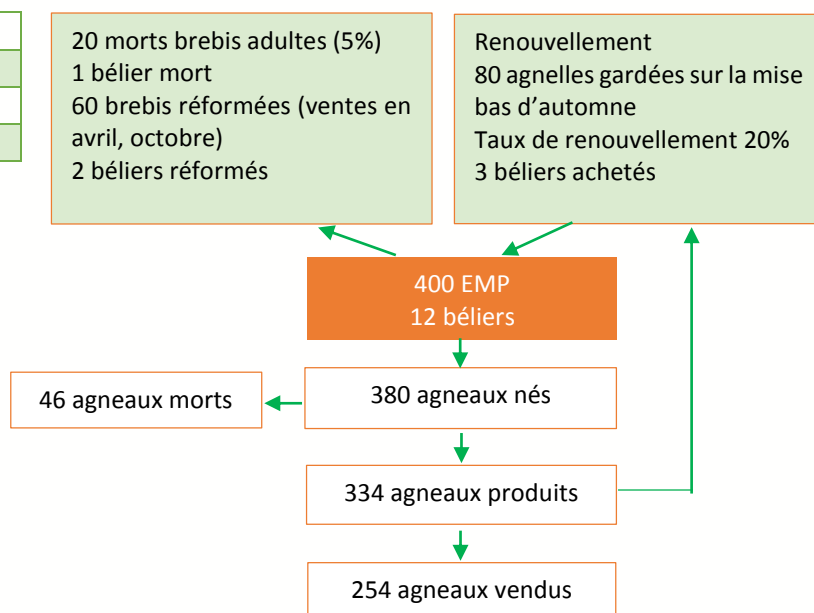 20 morts brebis adultes (5%)
1 bélier mort
60 brebis réformées (ventes en
avril, octobre)
2 béliers réformés
Renouvellement
80 agnelles gardées sur la mise
bas d’automne
Taux de renouvellement 20%
3 béliers achetés
400 EMP
12 béliers
46 agneaux morts
380 agneaux nés
334 agneaux produits
254 agneaux vendus